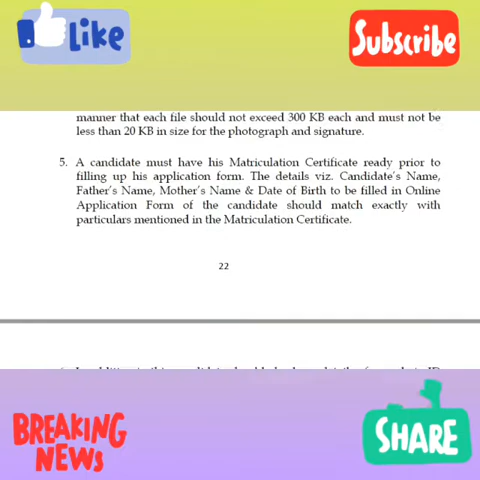 Like
Subscribe
manner that each file should not exceed 300 KB each and must not be
less than 20 KB in size for the photograph and signature.
5. A candidate must have his Matriculation Certificate ready prior to
filling up his application form. The details viz. Candidate's Name,
Father's Name, Mother's Name & Date of Birth to be filled in Online
Application Form of the candidate should match exactly with
particulars mentioned in the Matriculation Certificate.
22
BREAKING
NEWS
SHARE